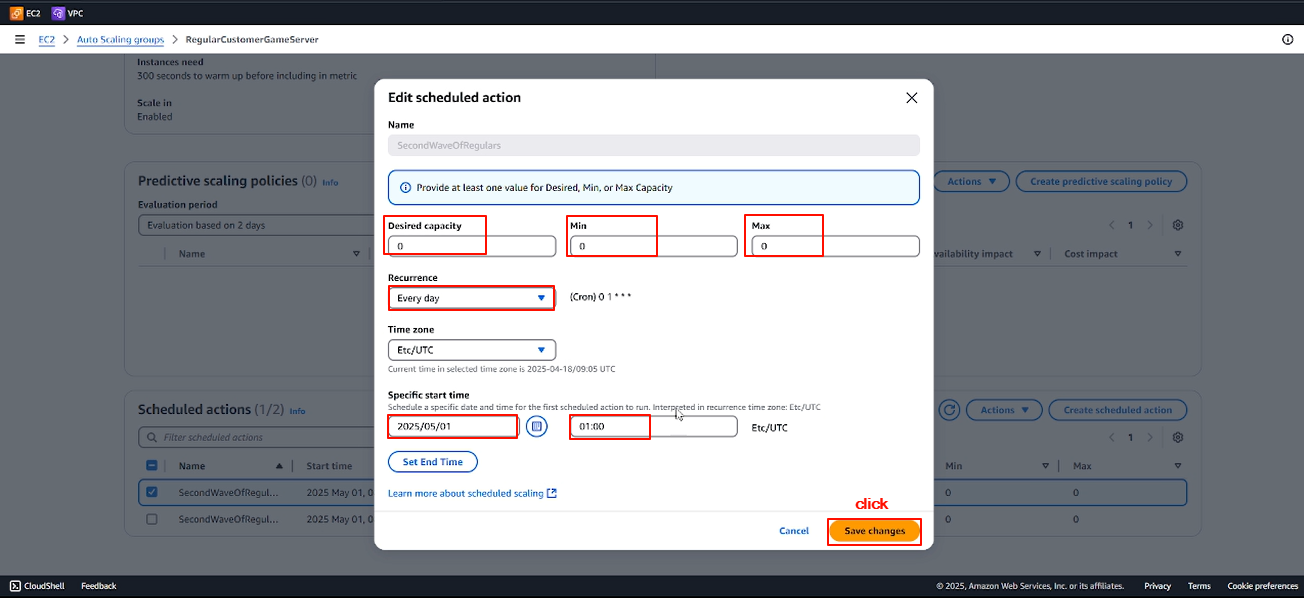 EC2 VPC
EC2 > Auto Scaling groups > RegularCustomerGameServer
Instances need
300 seconds to warm up before including in metric
Scale in
Enabled
Predictive scaling policies (0) Info
Actions
Create predictive scaling policy
Evaluation period
Evaluation based on 2 days
1
Name
vailability impact
Cost impact
Edit scheduled action
Name
SecondWaveOfRegulars
Provide at least one value for Desired, Min, or Max Capacity
Desired capacity Min Max
0 0 0
Recurrence
Every day (Cron) 0 1 * * *
Time zone
Etc/UTC
Current time in selected time zone is 2025-04-18/09:05 UTC
Specific start time
Schedule a specific date and time for the first scheduled action to run. Interpreted in recurrence time zone: Etc/UTC
2025/05/01 01:00 Etc/UTC
Set End Time
Learn more about scheduled scaling
click
Cancel Save changes
Scheduled actions (1/2) Info
Actions
Create scheduled action
Filter scheduled actions
1
Name Start time Min Max
SecondWaveOfRegul... 2025 May 01, 0 0 0
SecondWaveOfRegul... 2025 May 01, 0 0 0
CloudShell Feedback © 2025, Amazon Web Services, Inc. or its affiliates. Privacy Terms Cookie preferences